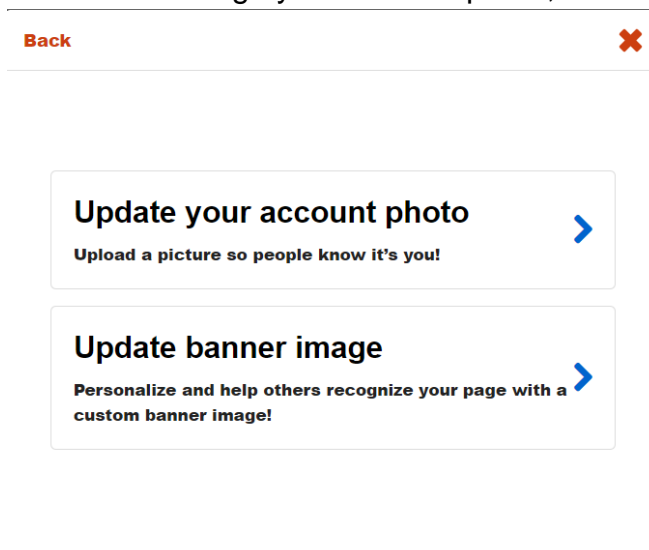 Back
Update your account photo
Upload a picture so people know it's you!
Update banner image
Personalize and help others recognize your page with a
custom banner image!